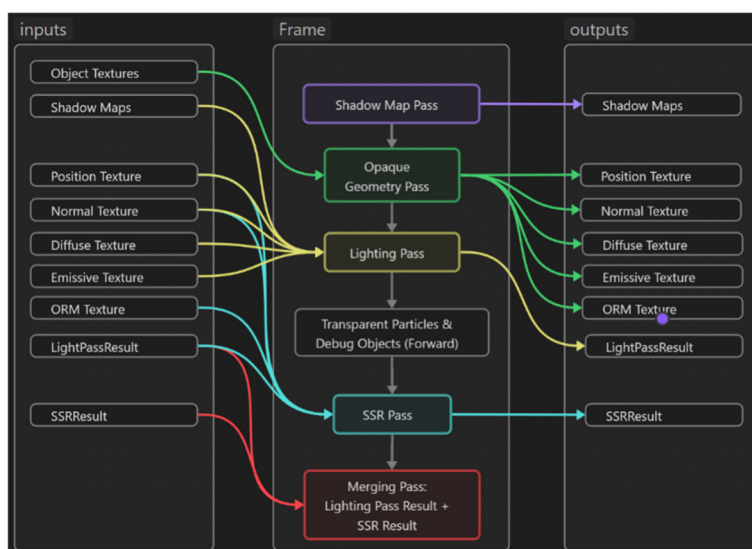 inputs
Object Textures
Shadow Maps
Position Texture
Normal Texture
Diffuse Texture
Emissive Texture
ORM Texture
LightPassResult
SSRResult
Frame
Shadow Map Pass
Opaque
Geometry Pass
Lighting Pass
Transparent Particles &
Debug Objects (Forward)
SSR Pass
Merging Pass:
Lighting Pass Result +
SSR Result
outputs
Shadow Maps
Position Texture
Normal Texture
Diffuse Texture
Emissive Texture
ORM Texture
LightPassResult
SSRResult